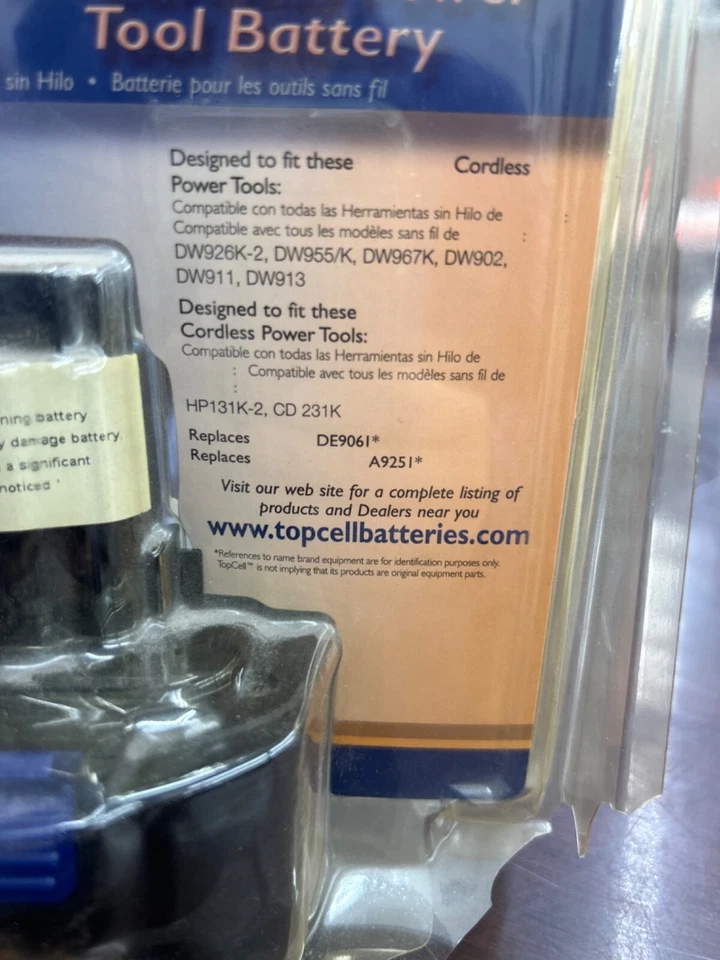 Tool Battery
sin Hilo • Batterie pour les outils sans fil
Designed to fit these Cordless
Power Tools:
Compatible con todas las Herramientas sin Hilo de :
Compatible avec tous les modèles sans fil de :
DW926K-2, DW955/K, DW967K, DW902,
DW911, DW913
Designed to fit these
Cordless Power Tools:
Compatible con todas las Herramientas sin Hilo de
: Compatible avec tous les modèles sans fil de
:
HP131K-2, CD 231K
Replaces DE9061*
Replaces A9251*
Visit our web site for a complete listing of
products and Dealers near you
www.topcellbatteries.com
*References to name brand equipment are for identification purposes only.
TopCell™ is not implying that its products are original equipment parts.
ning battery
y damage battery.
a significant
noticed '